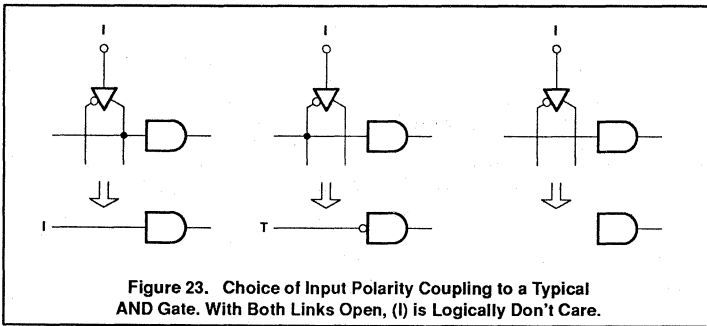 I I I
I T
Figure 23. Choice of Input Polarity Coupling to a Typical
AND Gate. With Both Links Open, (I) is Logically Don't Care.